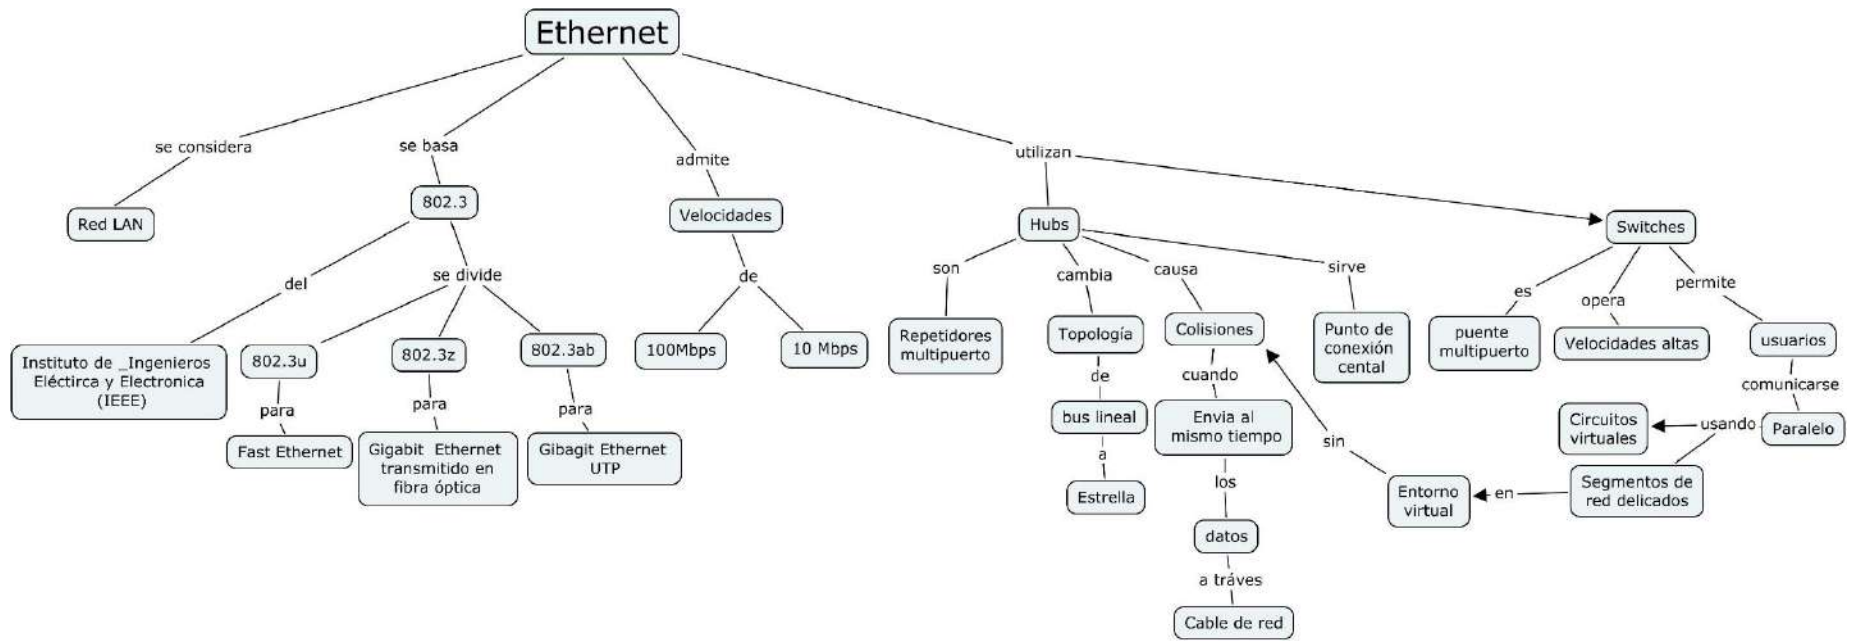 Ethernet
se considera
se basa
admite
utilizan
Red LAN
802.3
Velocidades
Hubs
Switches
del
se divide
de
son
cambia
causa
sirve
es
opera
permite
Instituto de _Ingenieros
Eléctirca y Electronica
(IEEE)
802.3u
802.3z
802.3ab
100Mbps
10 Mbps
Repetidores
multipuerto
Topología
Colisiones
Punto de
conexión
cental
puente
multipuerto
Velocidades altas
usuarios
para
para
para
de
cuando
comunicarse
Fast Ethernet
Gigabit Ethernet
transmitido en
fibra óptica
Gibagit Ethernet
UTP
bus lineal
Envia al
mismo tiempo
sin
Circuitos
virtuales
usando
Paralelo
a
los
Estrella
Entorno
virtual
en
Segmentos de
red delicados
datos
a tráves
Cable de red